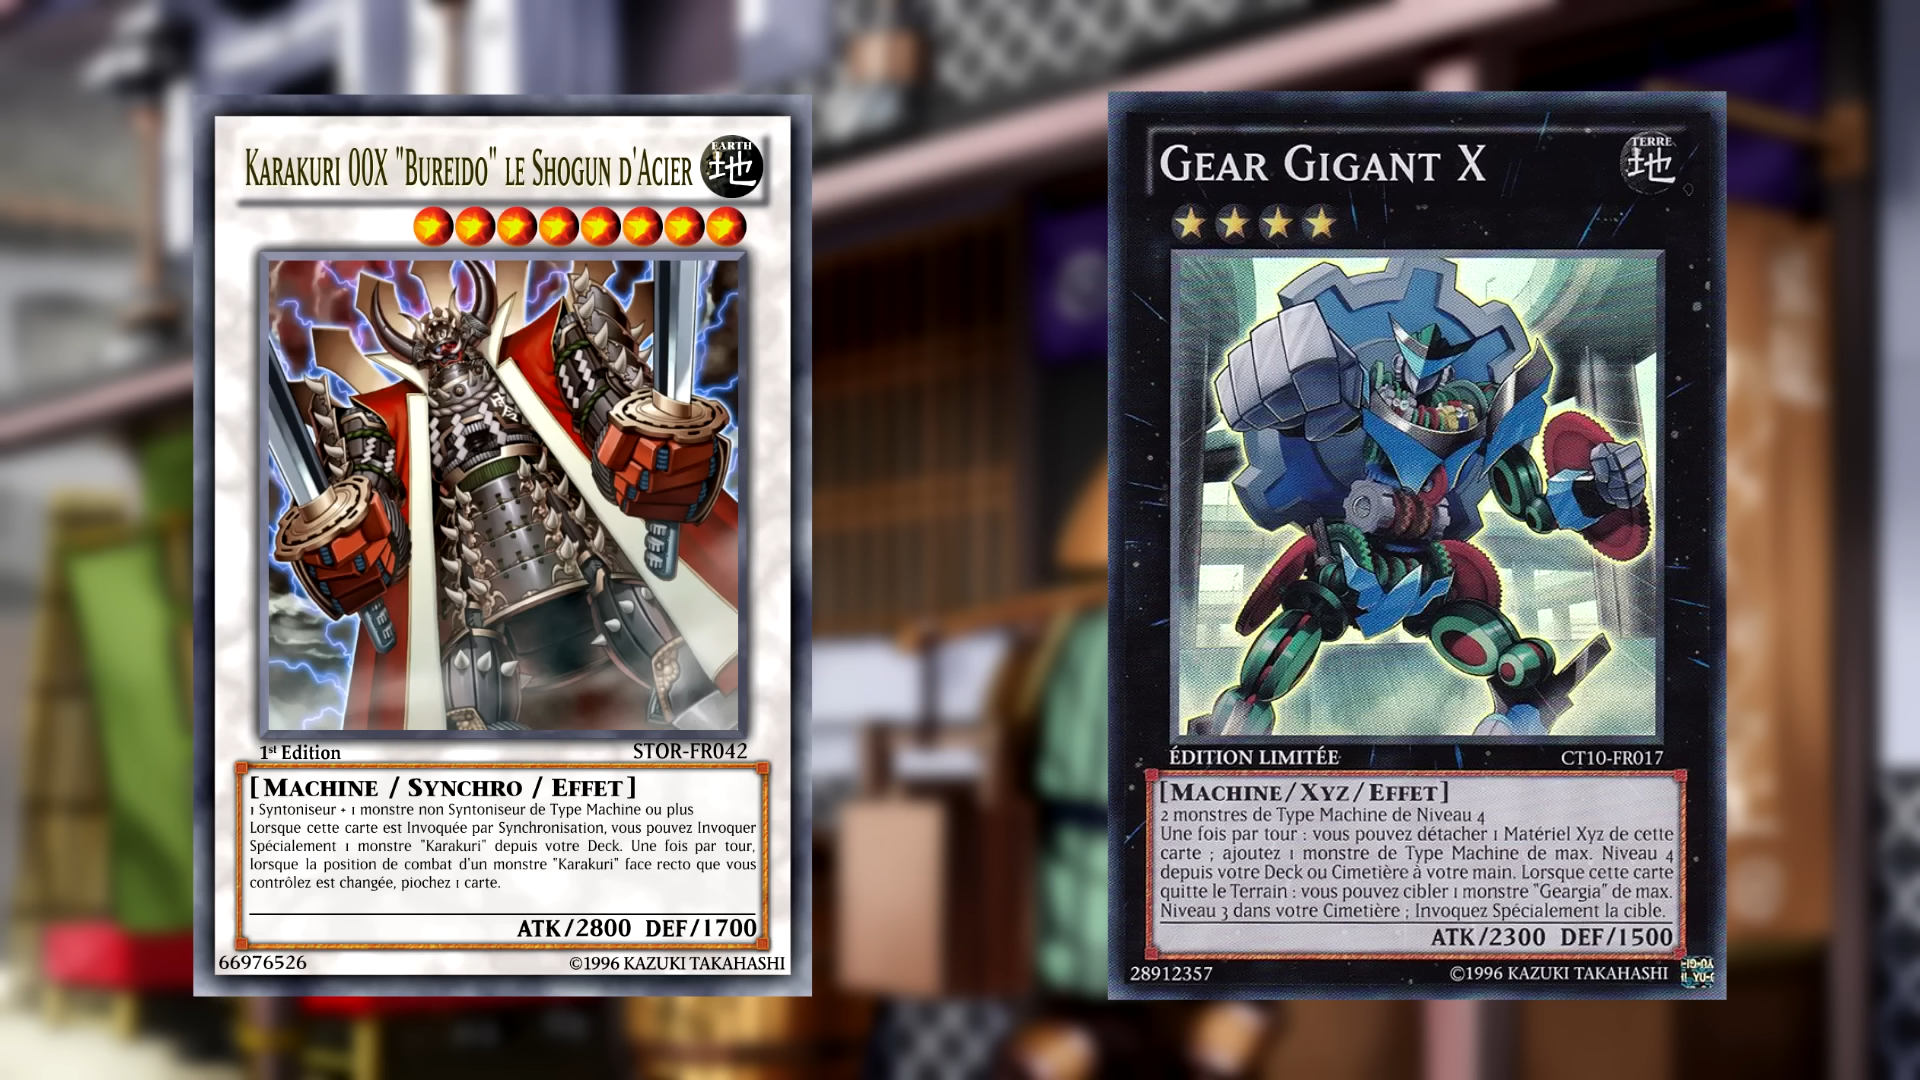 KARAKURI 00X "BUREIDO" LE SHOGUN D'ACIER
EARTH
地
1st Edition
STOR-FR042
[MACHINE / SYNCHRO / EFFET]
1 Syntoniseur + 1 monstre non Syntoniseur de Type Machine ou plus
Lorsque cette carte est Invoquée par Synchronisation, vous pouvez Invoquer
Spécialement 1 monstre "Karakuri" depuis votre Deck. Une fois par tour,
lorsque la position de combat d'un monstre "Karakuri" face recto que vous
contrôlez est changée, piochez 1 carte.
ATK/2800 DEF/1700
66976526
©1996 KAZUKI TAKAHASHI
GEAR GIGANT X
TERRE
地
ÉDITION LIMITÉE
CT10-FR017
[MACHINE/XYZ/EFFET]
2 monstres de Type Machine de Niveau 4
Une fois par tour : vous pouvez détacher 1 Matériel Xyz de cette
carte ; ajoutez 1 monstre de Type Machine de max. Niveau 4
depuis votre Deck ou Cimetière à votre main. Lorsque cette carte
quitte le Terrain : vous pouvez cibler 1 monstre "Geargia" de max.
Niveau 3 dans votre Cimetière ; Invoquez Spécialement la cible.
ATK/2300 DEF/1500
28912357
©1996 KAZUKI TAKAHASHI